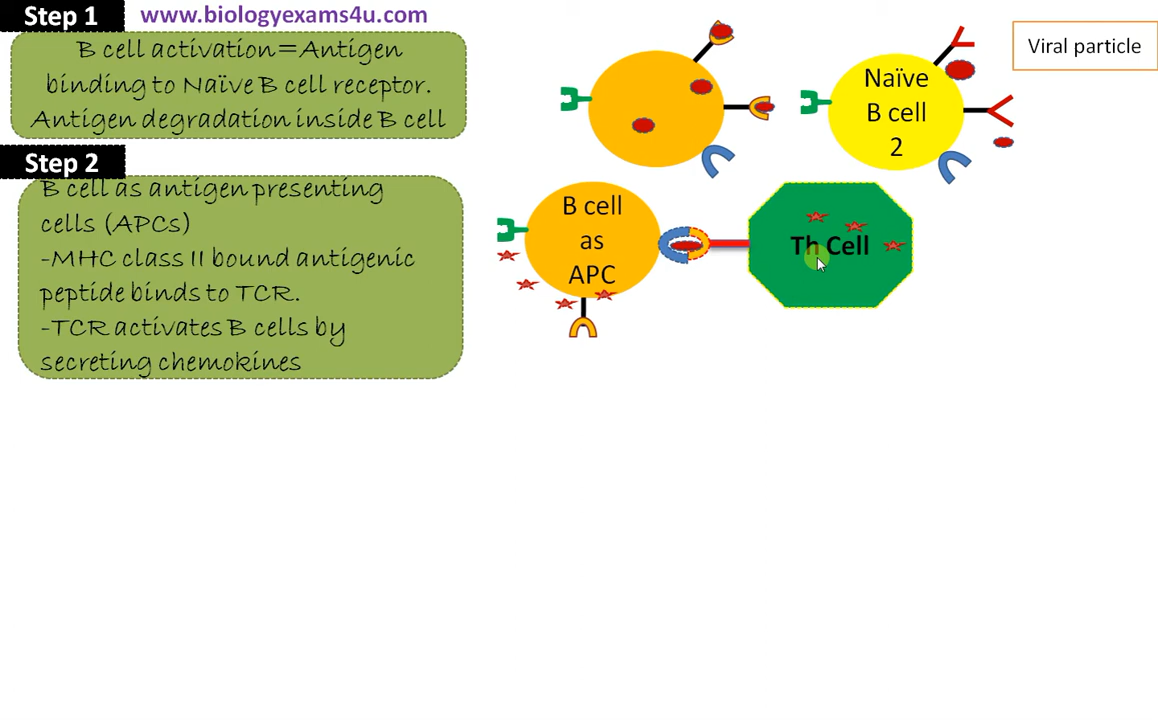 Step 1
www.biologyexams4u.com
B cell activation=Antigen
binding to Naïve B cell receptor.
Antigen degradation inside B cell
Naïve
B cell
2
Viral particle
Step 2
B cell as antigen presenting
cells (APCs)
-MHC class II bound antigenic
peptide binds to TCR.
-TCR activates B cells by
secreting chemokines
B cell
as
APC
Th Cell